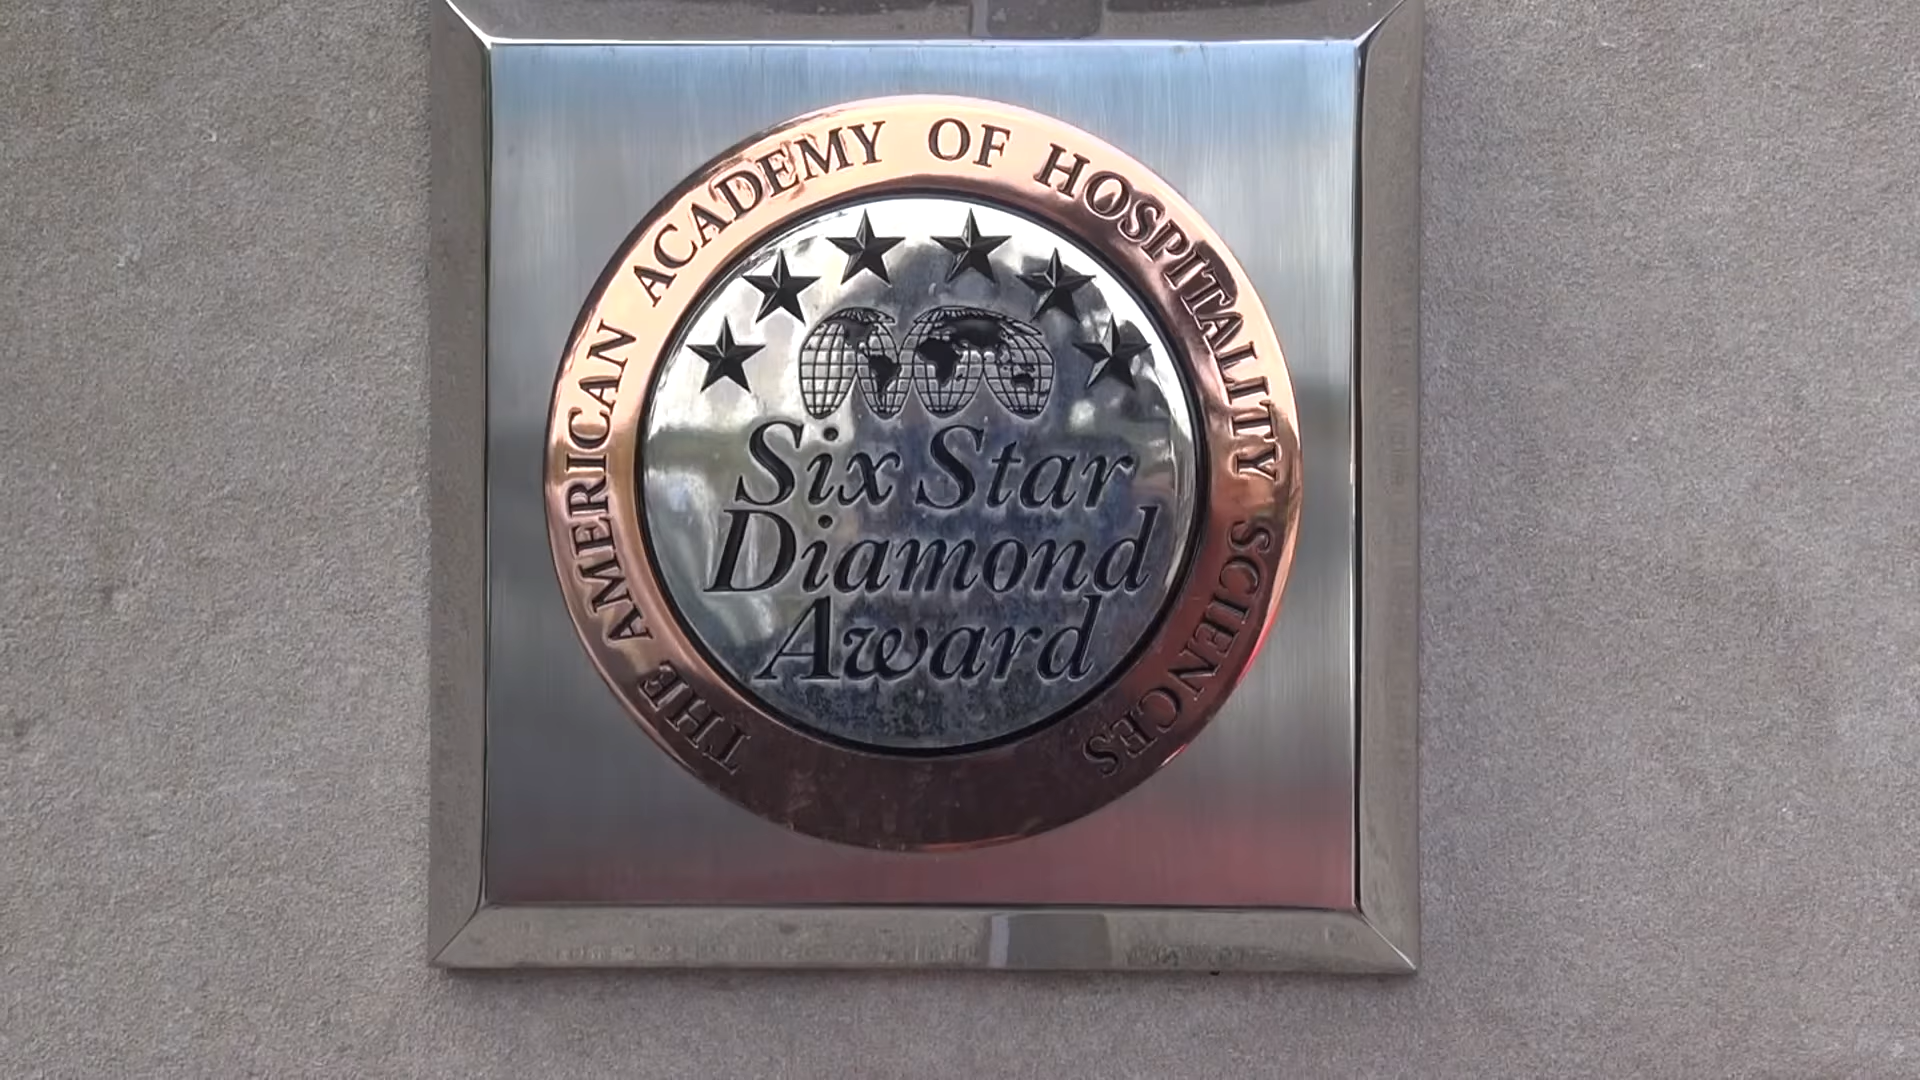 THE AMERICAN ACADEMY OF HOSPITALITY SCIENCES
Six Star
Diamond
Award